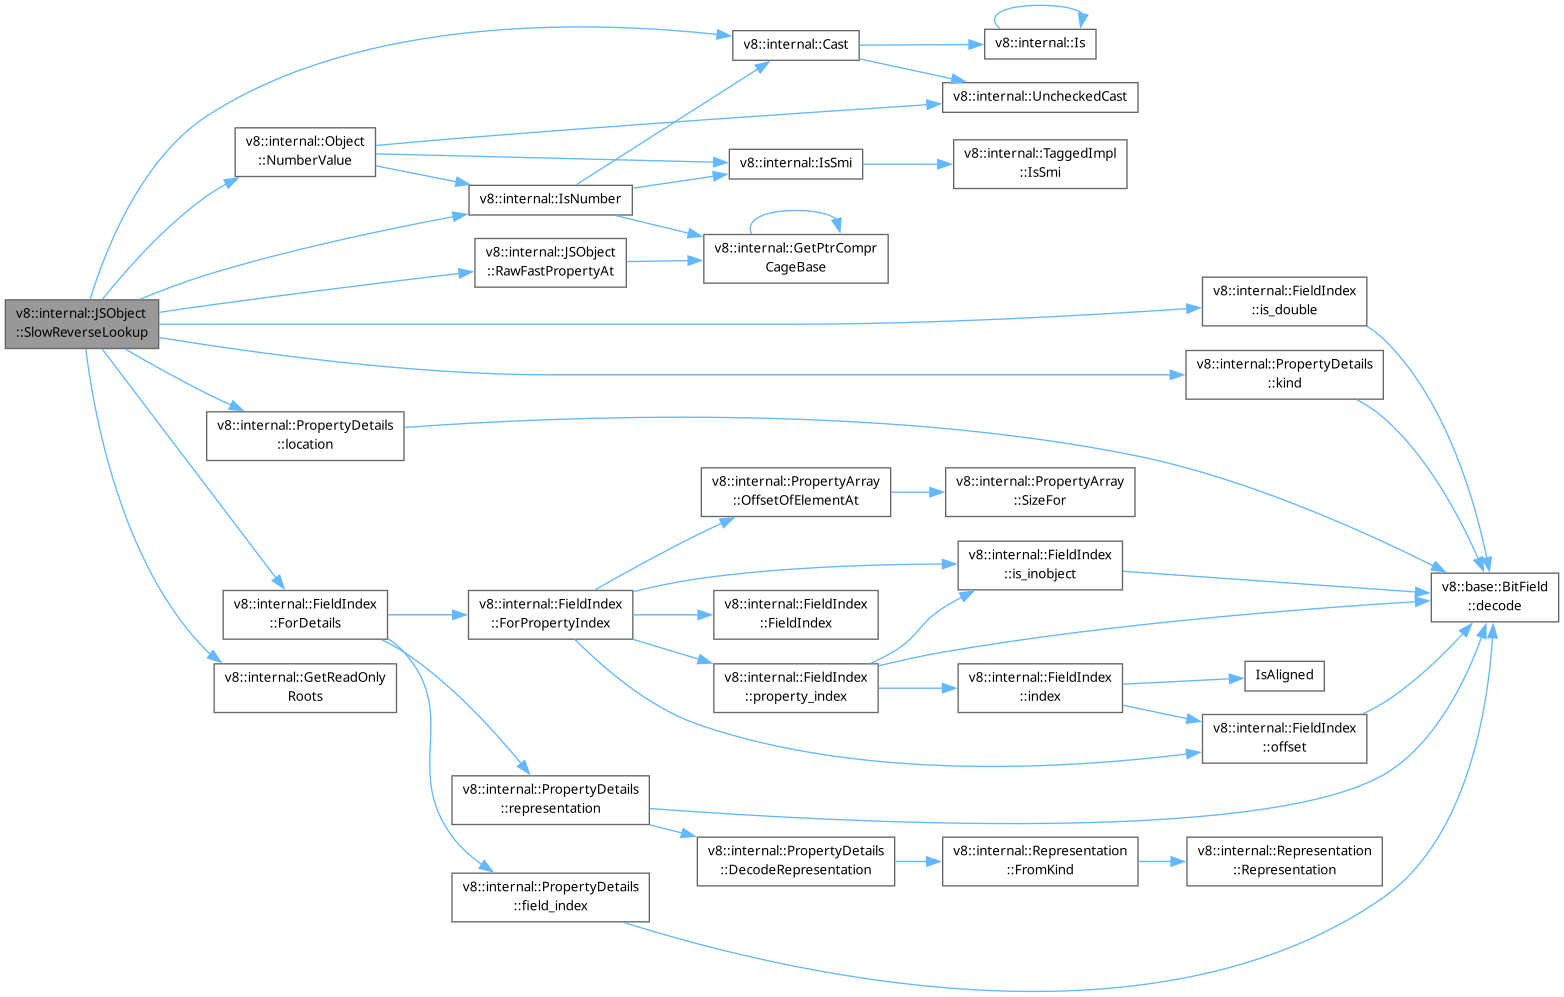 v8::internal::Cast
v8::internal::Is
v8::internal::UncheckedCast
v8::internal::Object
::NumberValue
v8::internal::IsSmi
v8::internal::TaggedImpl
::IsSmi
v8::internal::IsNumber
v8::internal::JSObject
::RawFastPropertyAt
v8::internal::GetPtrCompr
CageBase
v8::internal::JSObject
::SlowReverseLookup
v8::internal::FieldIndex
::is_double
v8::internal::PropertyDetails
::kind
v8::internal::PropertyDetails
::location
v8::internal::PropertyArray
::OffsetOfElementAt
v8::internal::PropertyArray
::SizeFor
v8::internal::FieldIndex
::is_inobject
v8::base::BitField
::decode
v8::internal::FieldIndex
::ForDetails
v8::internal::FieldIndex
::ForPropertyIndex
v8::internal::FieldIndex
::FieldIndex
v8::internal::GetReadOnly
Roots
v8::internal::FieldIndex
::property_index
v8::internal::FieldIndex
::index
IsAligned
v8::internal::FieldIndex
::offset
v8::internal::PropertyDetails
::representation
v8::internal::PropertyDetails
::DecodeRepresentation
v8::internal::Representation
::FromKind
v8::internal::Representation
::Representation
v8::internal::PropertyDetails
::field_index